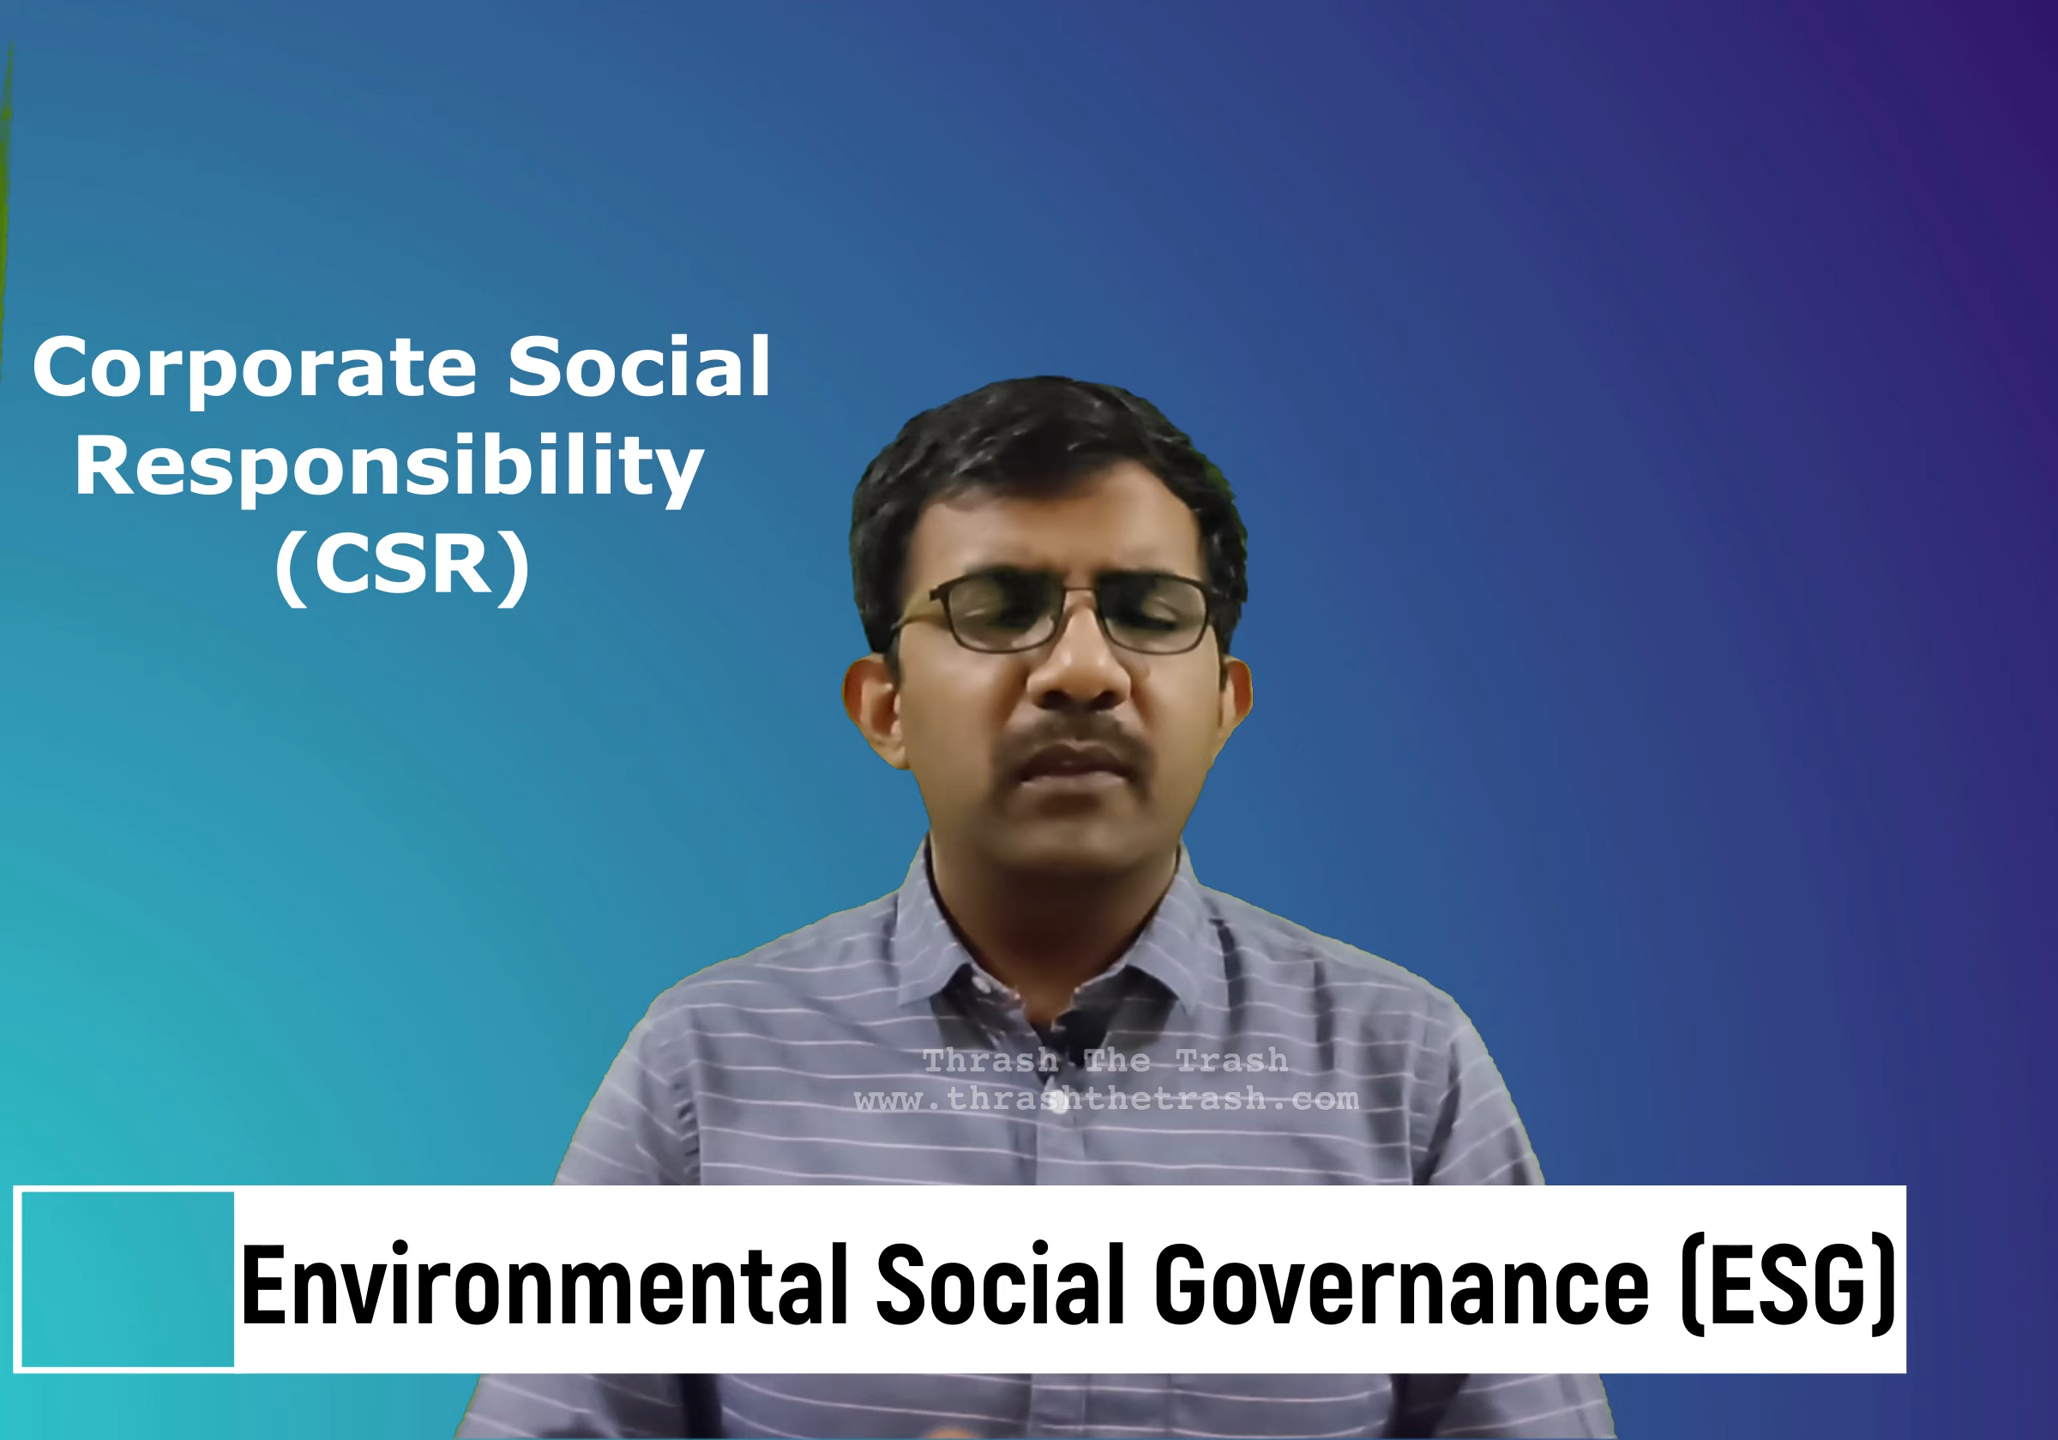 Corporate Social
Responsibility
(CSR)
Thrash The Trash
www.thrashthetrash.com
Environmental Social Governance (ESG)